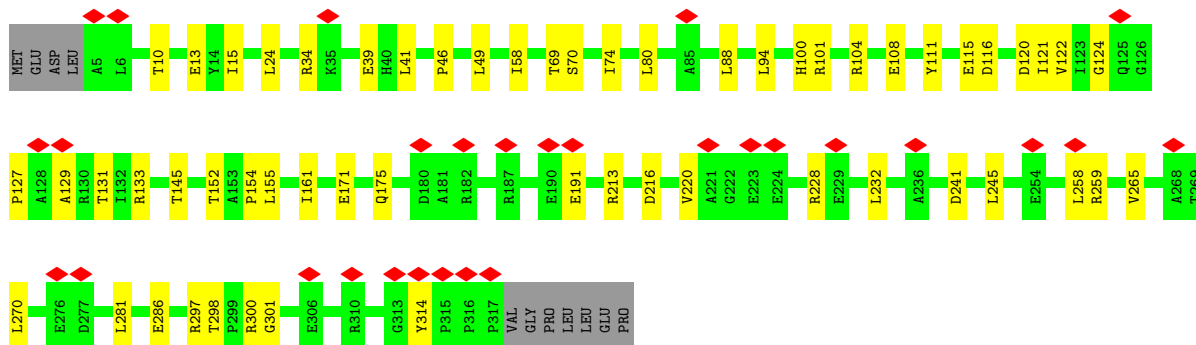 MET GLU ASP LEU A5 L6 T10 E13 Y14 I15 L24 R34 K35 E39 H40 L41 P46 L49 I58 T69 S70 I74 L80 A85 L88 L94 H100 R101 R104 E108 Y111 E115 D116 D120 I121 V122 I123 G124 Q125 G126
P127 A128 A129 R130 T131 I132 R133 T145 T152 A153 P154 L155 I161 E171 Q175 D180 A181 R182 R187 E190 E191 R213 D216 V220 A221 G222 E223 E224 R228 E229 L232 A236 D241 L245 E254 L258 R259 V265 A268 T269
L270 E276 D277 L281 E286 R297 T298 P299 R300 G301 E306 R310 G313 Y314 P315 P316 P317 VAL GLY PRO LEU LEU GLU PRO